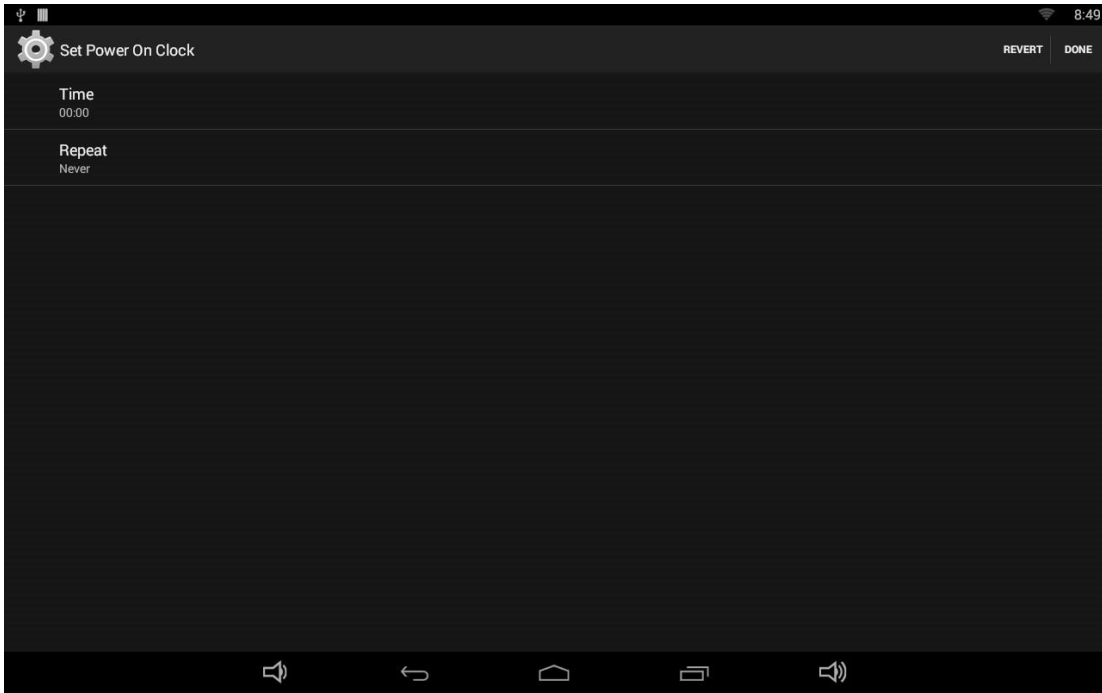 8:49
Set Power On Clock
REVERT
DONE
Time
00:00
Repeat
Never